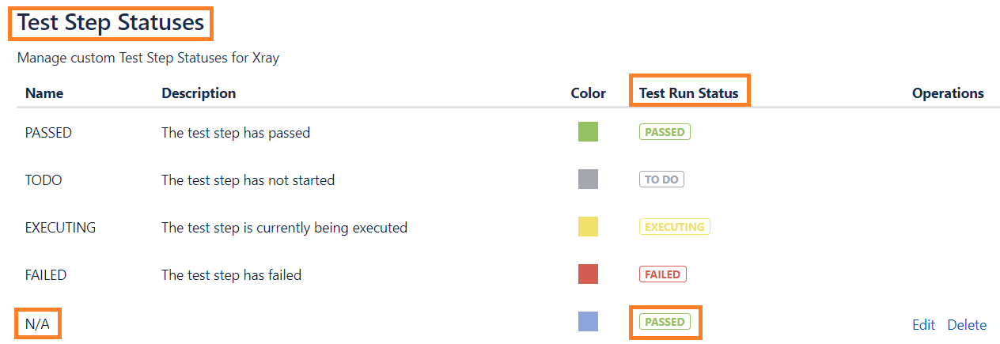 Test Step Statuses
Manage custom Test Step Statuses for Xray
Name Description Color Test Run Status Operations
PASSED The test step has passed PASSED
TODO The test step has not started TO DO
EXECUTING The test step is currently being executed EXECUTING
FAILED The test step has failed FAILED
N/A PASSED Edit Delete